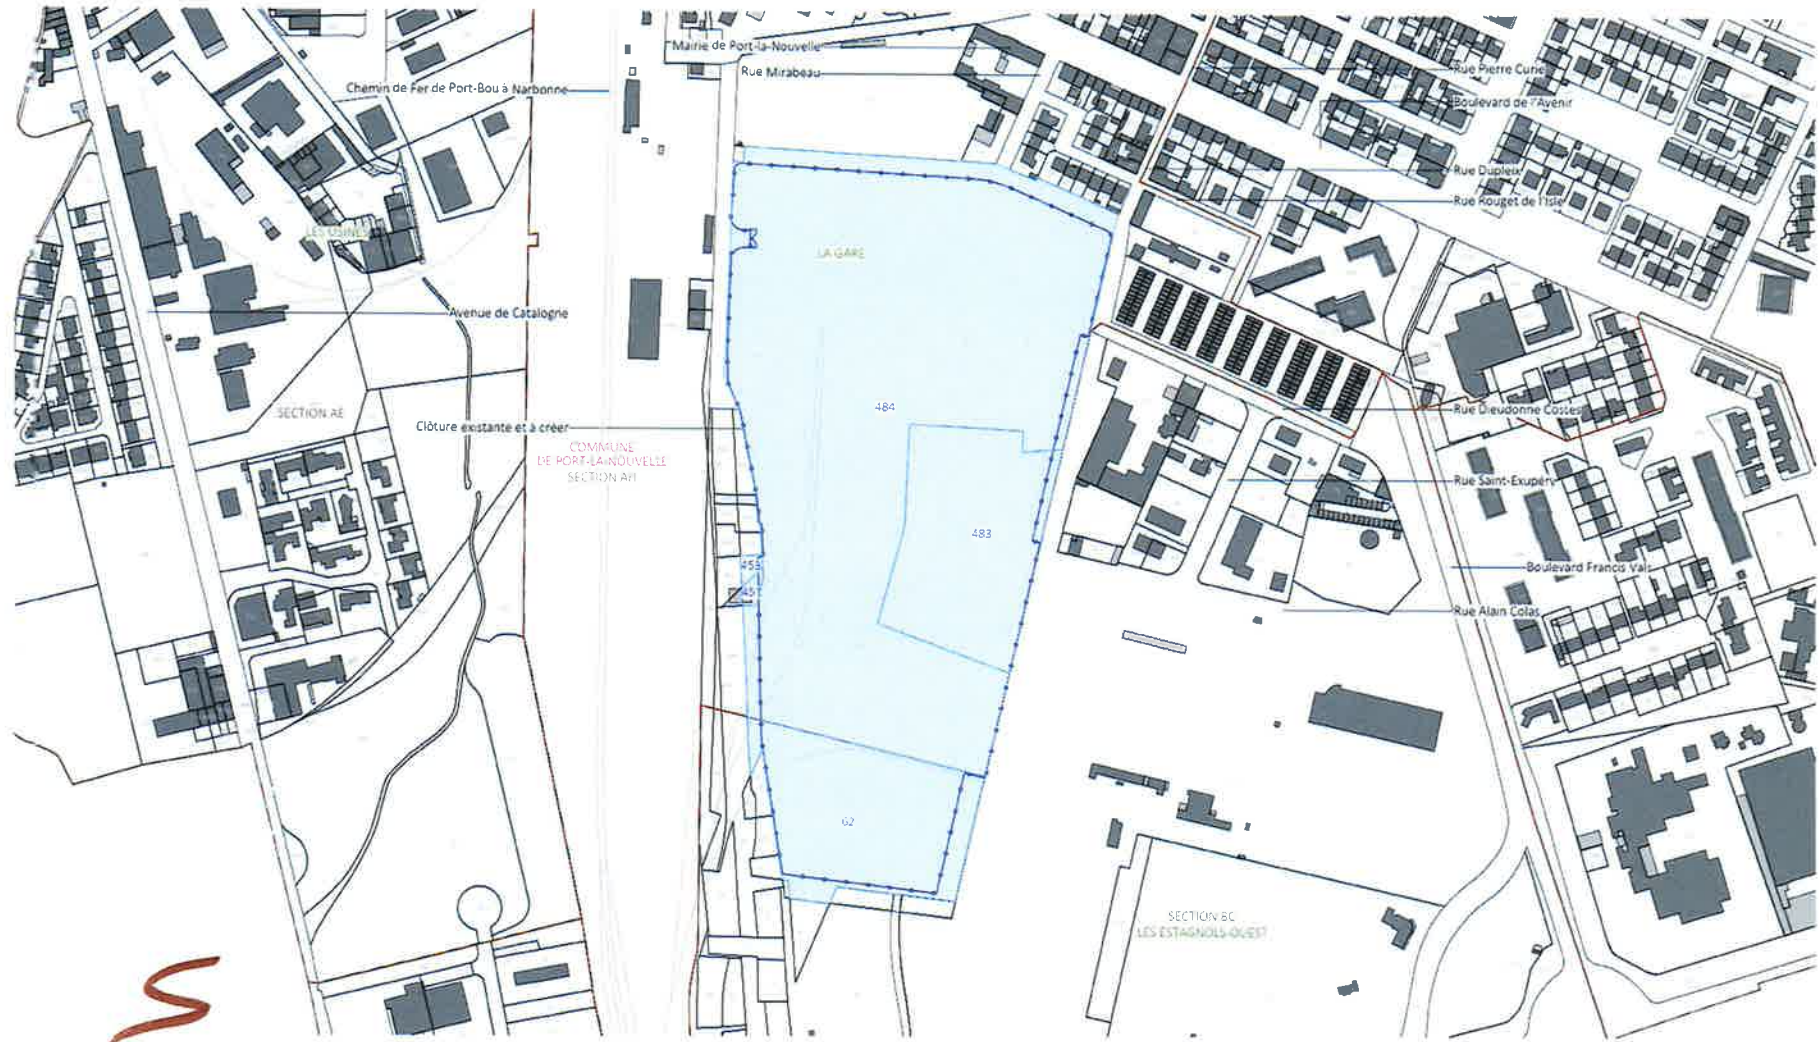 Mairie de Port-la-Nouvelle
Rue Mirabeau
Rue Pierre Curie
Chemin de Fer de Port-Bou à Narbonne
Boulevard de l'Avenir
Rue Dupleix
Rue Rouget de l'Isle
LES USINES
LA GARE
Avenue de Catalogne
484
SECTION AE
Rue Dieudonne Costes
Clôture existante et à créer
COMMUNE
DE PORT-LA-NOUVELLE
SECTION AH
Rue Saint-Exupéry
483
453
Boulevard Francis Vals
Rue Alain Colas
62
SECTION BC
LES ESTAGNOLS-OUEST